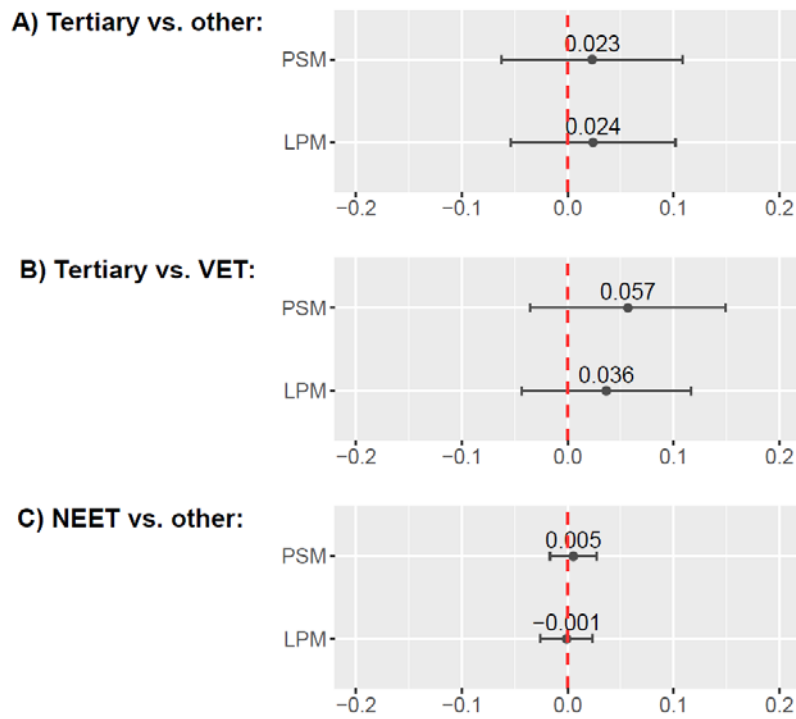 A) Tertiary vs. other:
PSM
0.023
LPM
0.024
−0.2 −0.1 0.0 0.1 0.2
B) Tertiary vs. VET:
PSM
0.057
LPM
0.036
−0.2 −0.1 0.0 0.1 0.2
C) NEET vs. other:
PSM
0.005
LPM
−0.001
−0.2 −0.1 0.0 0.1 0.2